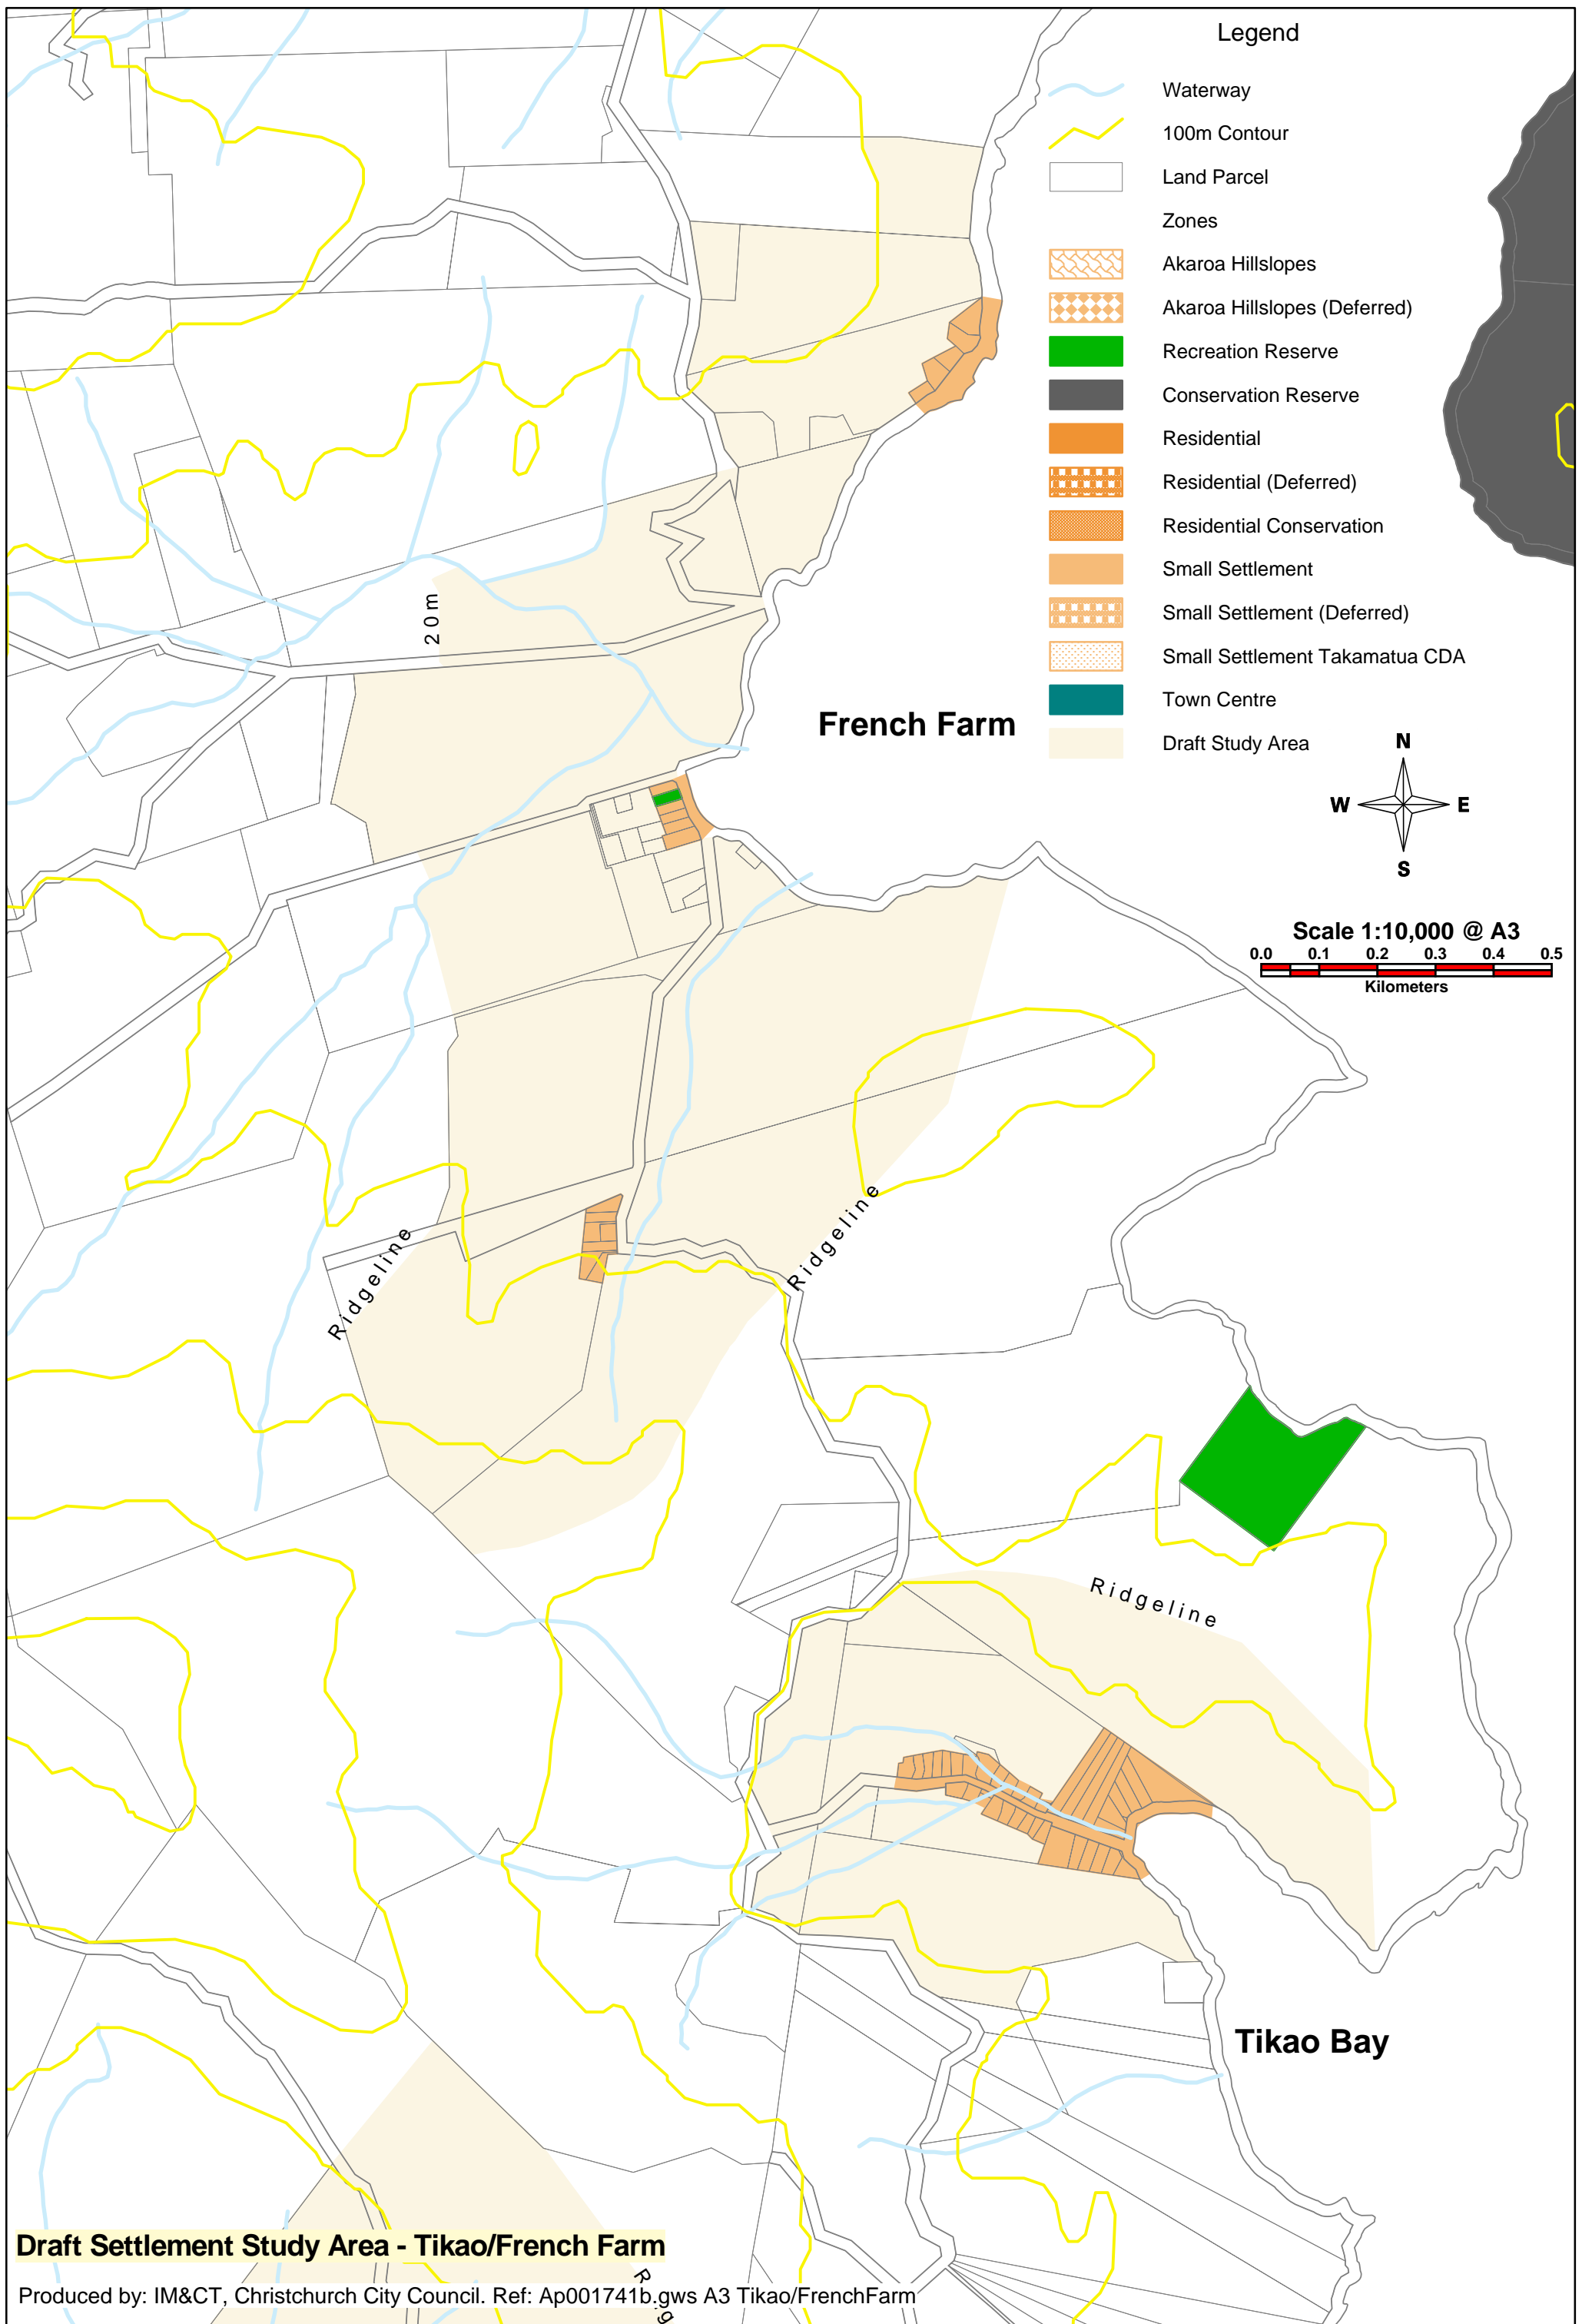 Legend
Waterway
100m Contour
Land Parcel
Zones
Akaroa Hillslopes
Akaroa Hillslopes (Deferred)
Recreation Reserve
Conservation Reserve
Residential
Residential (Deferred)
Residential Conservation
Small Settlement
Small Settlement (Deferred)
Small Settlement Takamatua CDA
Town Centre
Draft Study Area
20m
French Farm
N
W E
S
Scale 1:10,000 @ A3
0.0 0.1 0.2 0.3 0.4 0.5
Kilometers
Ridgeline
Ridgeline
Ridgeline
Tikao Bay
Draft Settlement Study Area - Tikao/French Farm
Produced by: IM&CT, Christchurch City Council. Ref: Ap001741b.gws A3 Tikao/FrenchFarm